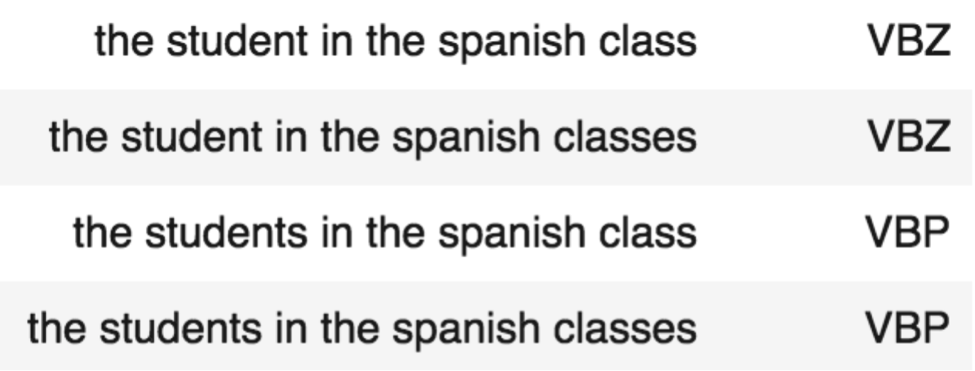 the student in the spanish class VBZ
the student in the spanish classes VBZ
the students in the spanish class VBP
the students in the spanish classes VBP